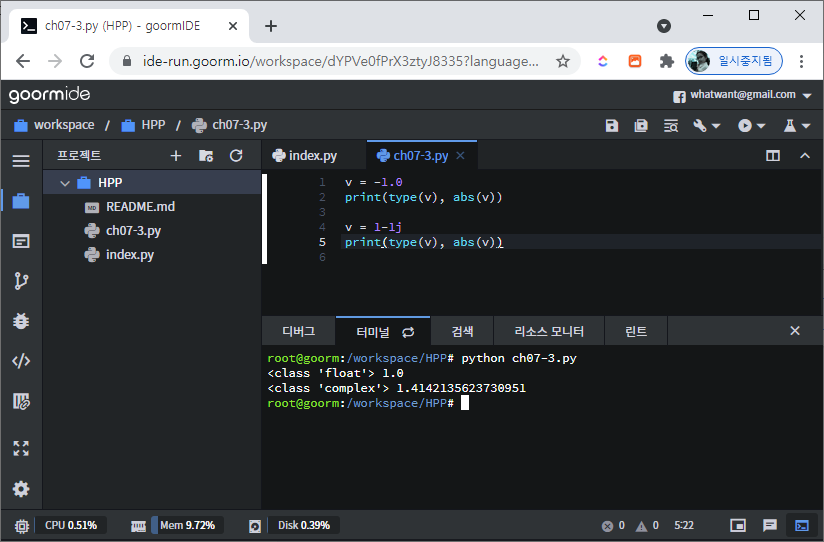 ch07-3.py (HPP) - goormIDE
ide-run.goorm.io/workspace/dYPVe0fPrX3ztyJ8335?language...
일시중지됨
goormide
whatwant@gmail.com
workspace / HPP / ch07-3.py
프로젝트
index.py
ch07-3.py
HPP
README.md
ch07-3.py
index.py
1 v = -1.0
2 print(type(v), abs(v))
3
4 v = 1-1j
5 print(type(v), abs(v))
6
디버그 터미널 검색 리소스 모니터 린트
root@goorm:/workspace/HPP# python ch07-3.py
<class 'float'> 1.0
<class 'complex'> 1.4142135623730951
root@goorm:/workspace/HPP#
CPU 0.51% Mem 9.72% Disk 0.39% 0 0 5:22